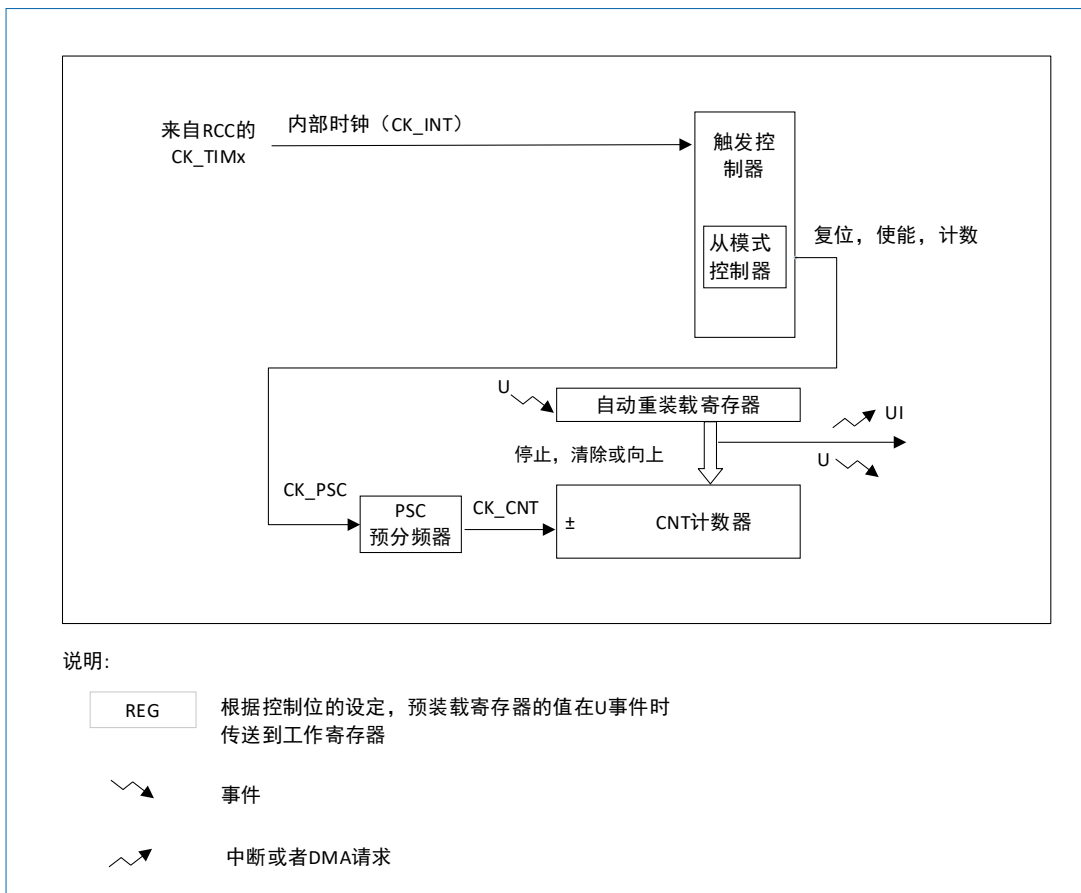 来自RCC的
CK_TIMx
内部时钟（CK_INT）
触发控
制器
从模式
控制器
复位，使能，计数
U
自动重装载寄存器
UI
停止，清除或向上
U
CK_PSC
PSC
预分频器
CK_CNT
±
CNT计数器
说明:
REG
根据控制位的设定，预装载寄存器的值在U事件时
传送到工作寄存器
事件
中断或者DMA请求